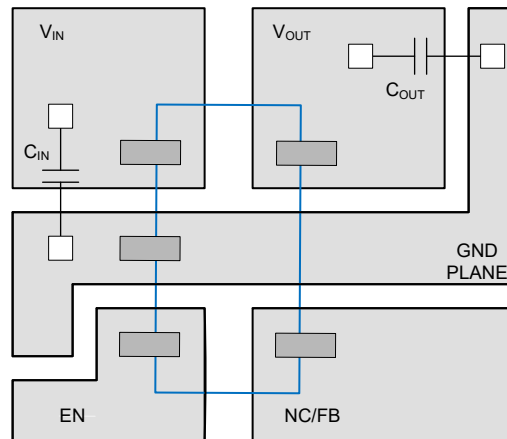 VIN
VOUT
COUT
CIN
GND
PLANE
EN
NC/FB